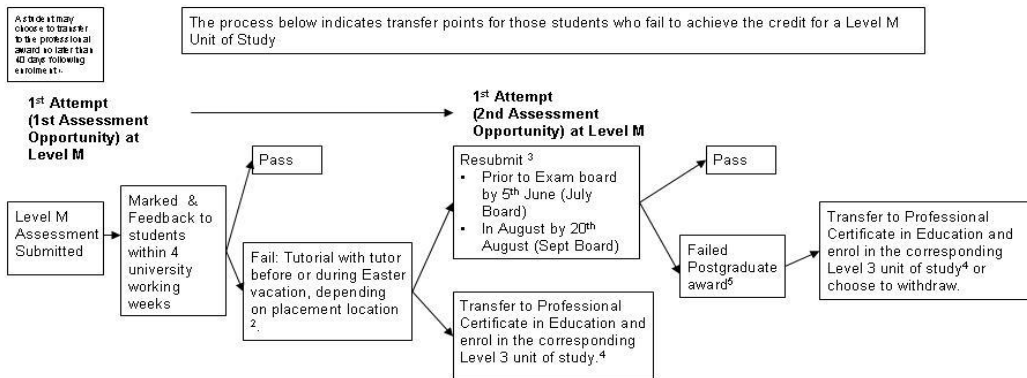 A student may
choose to transfer
to the professional
award no later than
40 days following
enrolment 1.
The process below indicates transfer points for those students who fail to achieve the credit for a Level M
Unit of Study
1st Attempt
(1st Assessment
Opportunity) at
Level M
1st Attempt
(2nd Assessment
Opportunity) at Level M
Level M
Assessment
Submitted
Marked &
Feedback to
students
within 4
university
working
weeks
Pass
Fail: Tutorial with tutor
before or during Easter
vacation, depending
on placement location
2.
Resubmit 3
▪ Prior to Exam board
by 5th June (July
Board)
▪ In August by 20th
August (Sept Board)
Transfer to Professional
Certificate in Education and
enrol in the corresponding
Level 3 unit of study.4
Pass
Failed
Postgraduate
award5
Transfer to Professional
Certificate in Education and
enrol in the corresponding
Level 3 unit of study4 or
choose to withdraw.